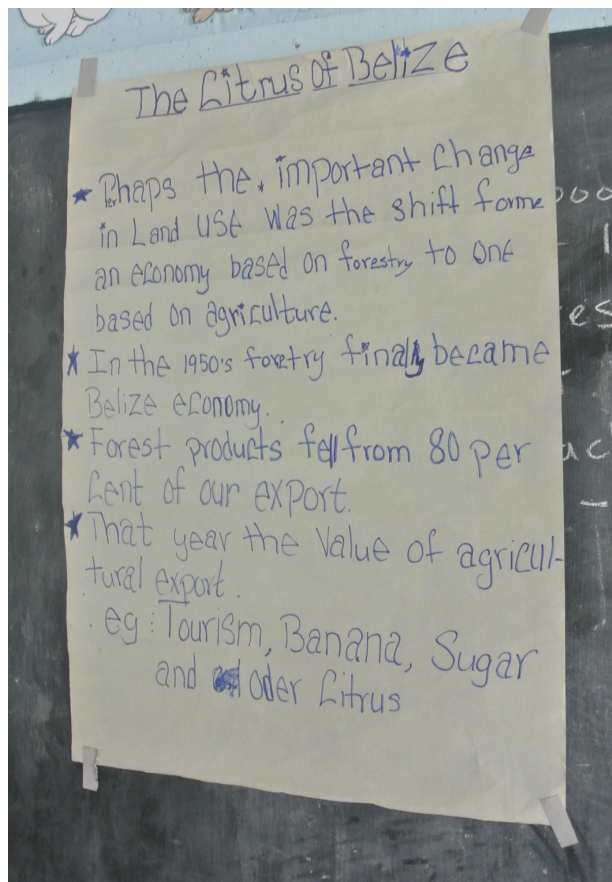 The Citrus Of Belize
★ Perhaps the. important Change
in Land USE Was the shift forme
an economy based on forestry to one
based on agriculture.
★ In the 1950's foretry finally became
Belize economy.
★ Forest products fell from 80 per
Cent of our export.
★ That year the Value of agricul-
tural export.
. eg: Tourism, Banana, Sugar
and oder Citrus